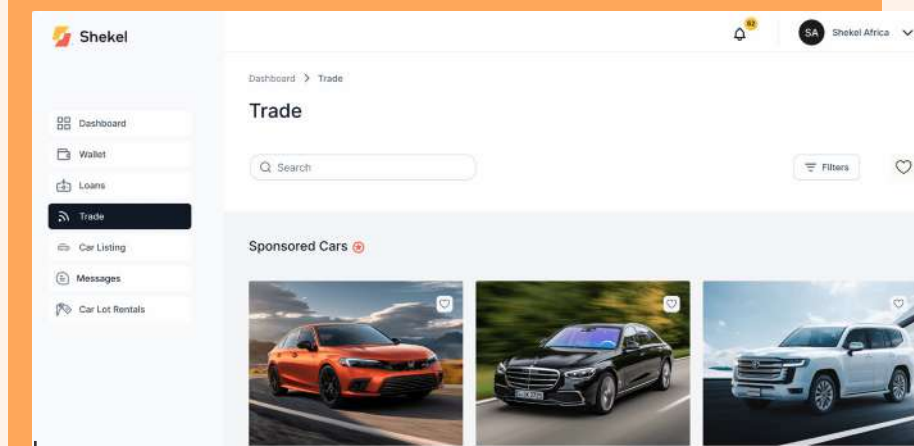 Shekel
82
SA Shekel Africa
Dashboard > Trade
Trade
Search
Filters
Dashboard
Wallet
Loans
Trade
Car Listing
Messages
Car Lot Rentals
Sponsored Cars